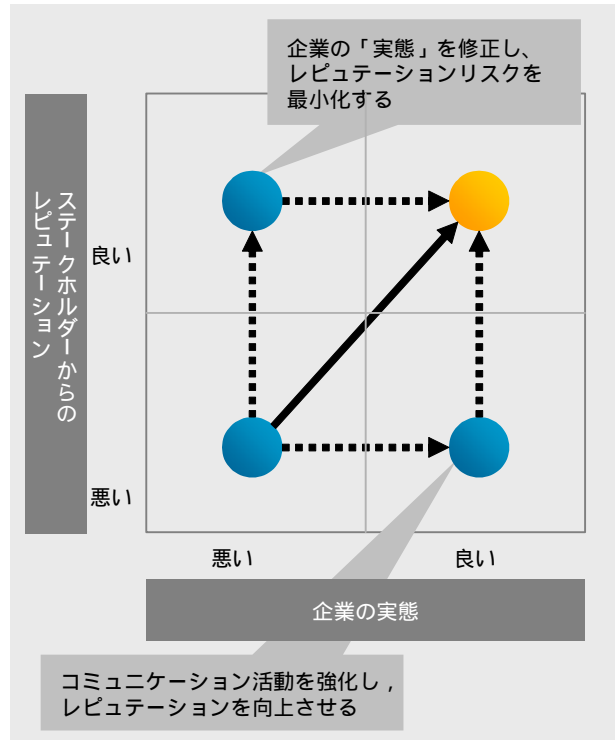 企業の「実態」を修正し、
レピュテーションリスクを
最小化する
ステークホルダーからの
レピュテーション
良い
悪い
悪い
良い
企業の実態
コミュニケーション活動を強化し,
レピュテーションを向上させる